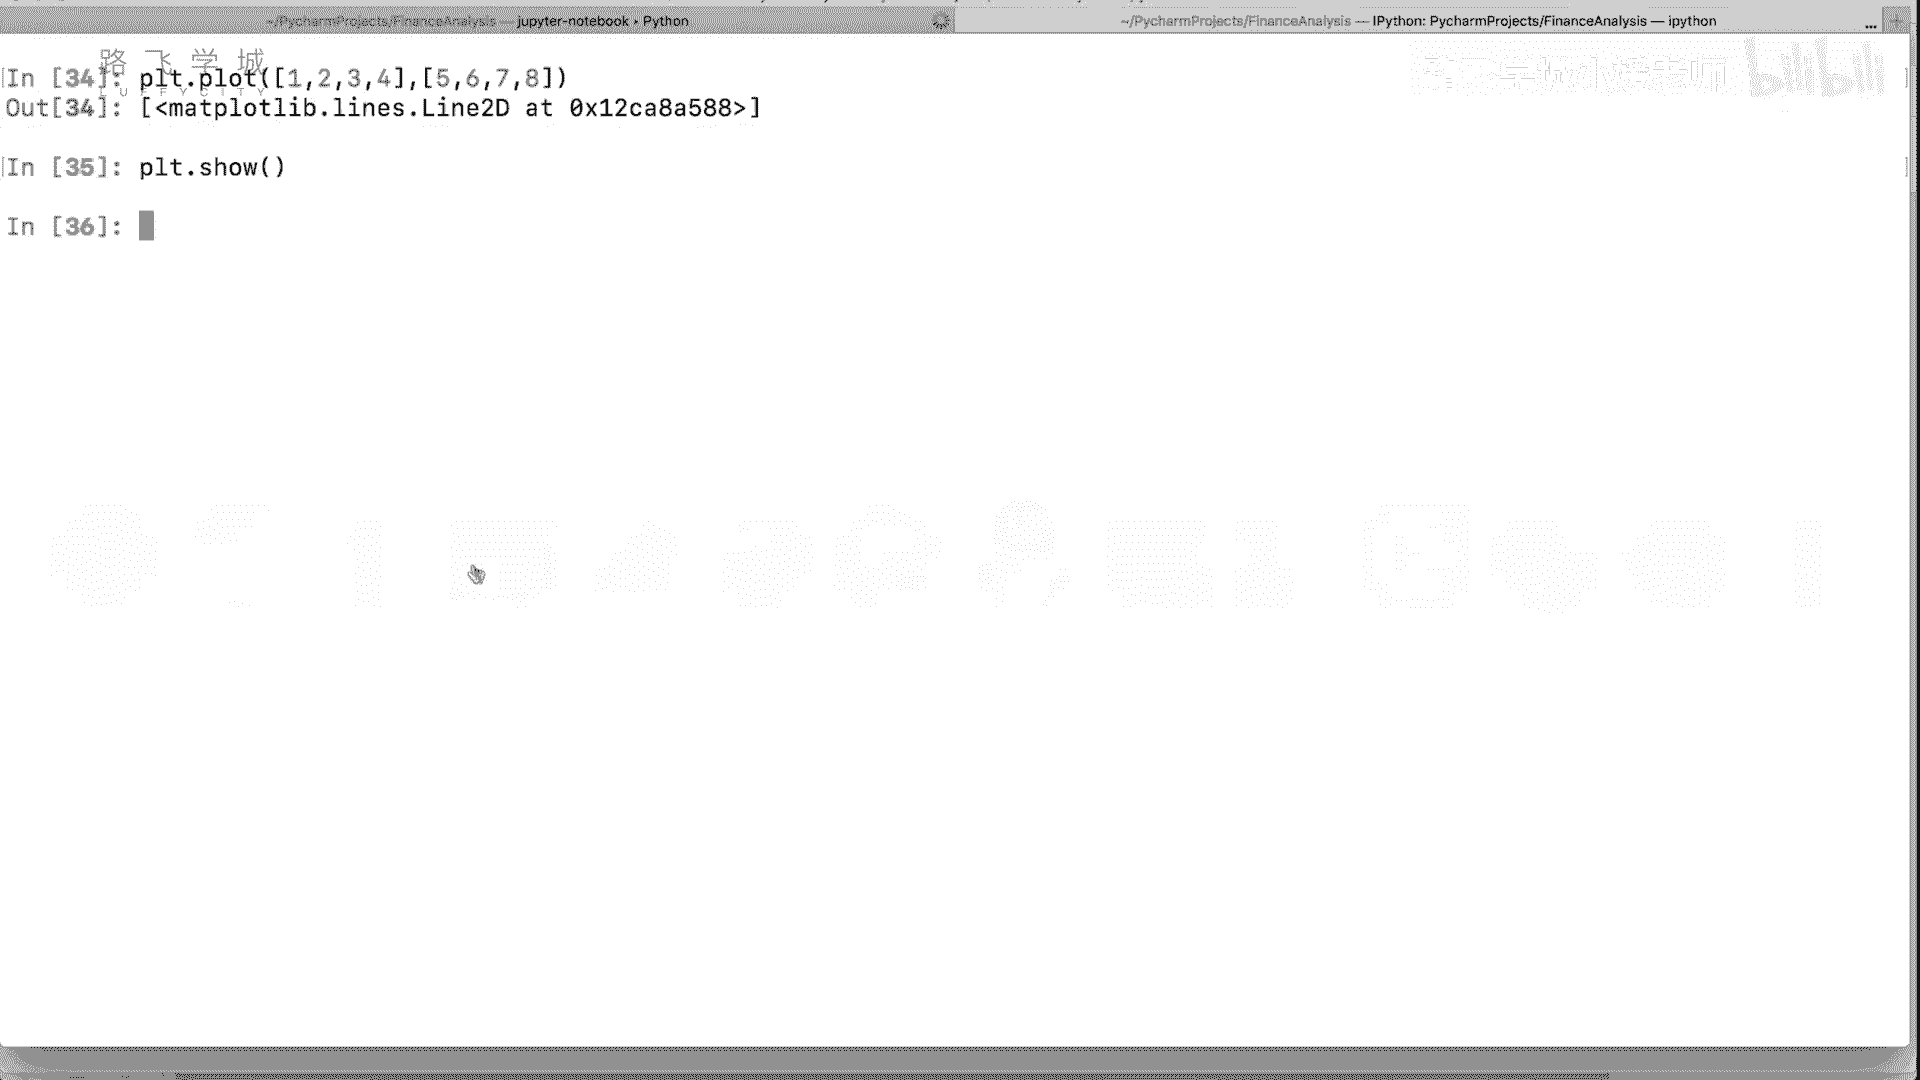 ~/PycharmProjects/FinanceAnalysis — jupyter-notebook ▸ Python
~/PycharmProjects/FinanceAnalysis — IPython: PycharmProjects/FinanceAnalysis — ipython
路飞学城
LUFFYCITY
bilibili
In [34]: plt.plot([1,2,3,4],[5,6,7,8])
Out[34]: [<matplotlib.lines.Line2D at 0x12ca8a588>]
In [35]: plt.show()
In [36]: